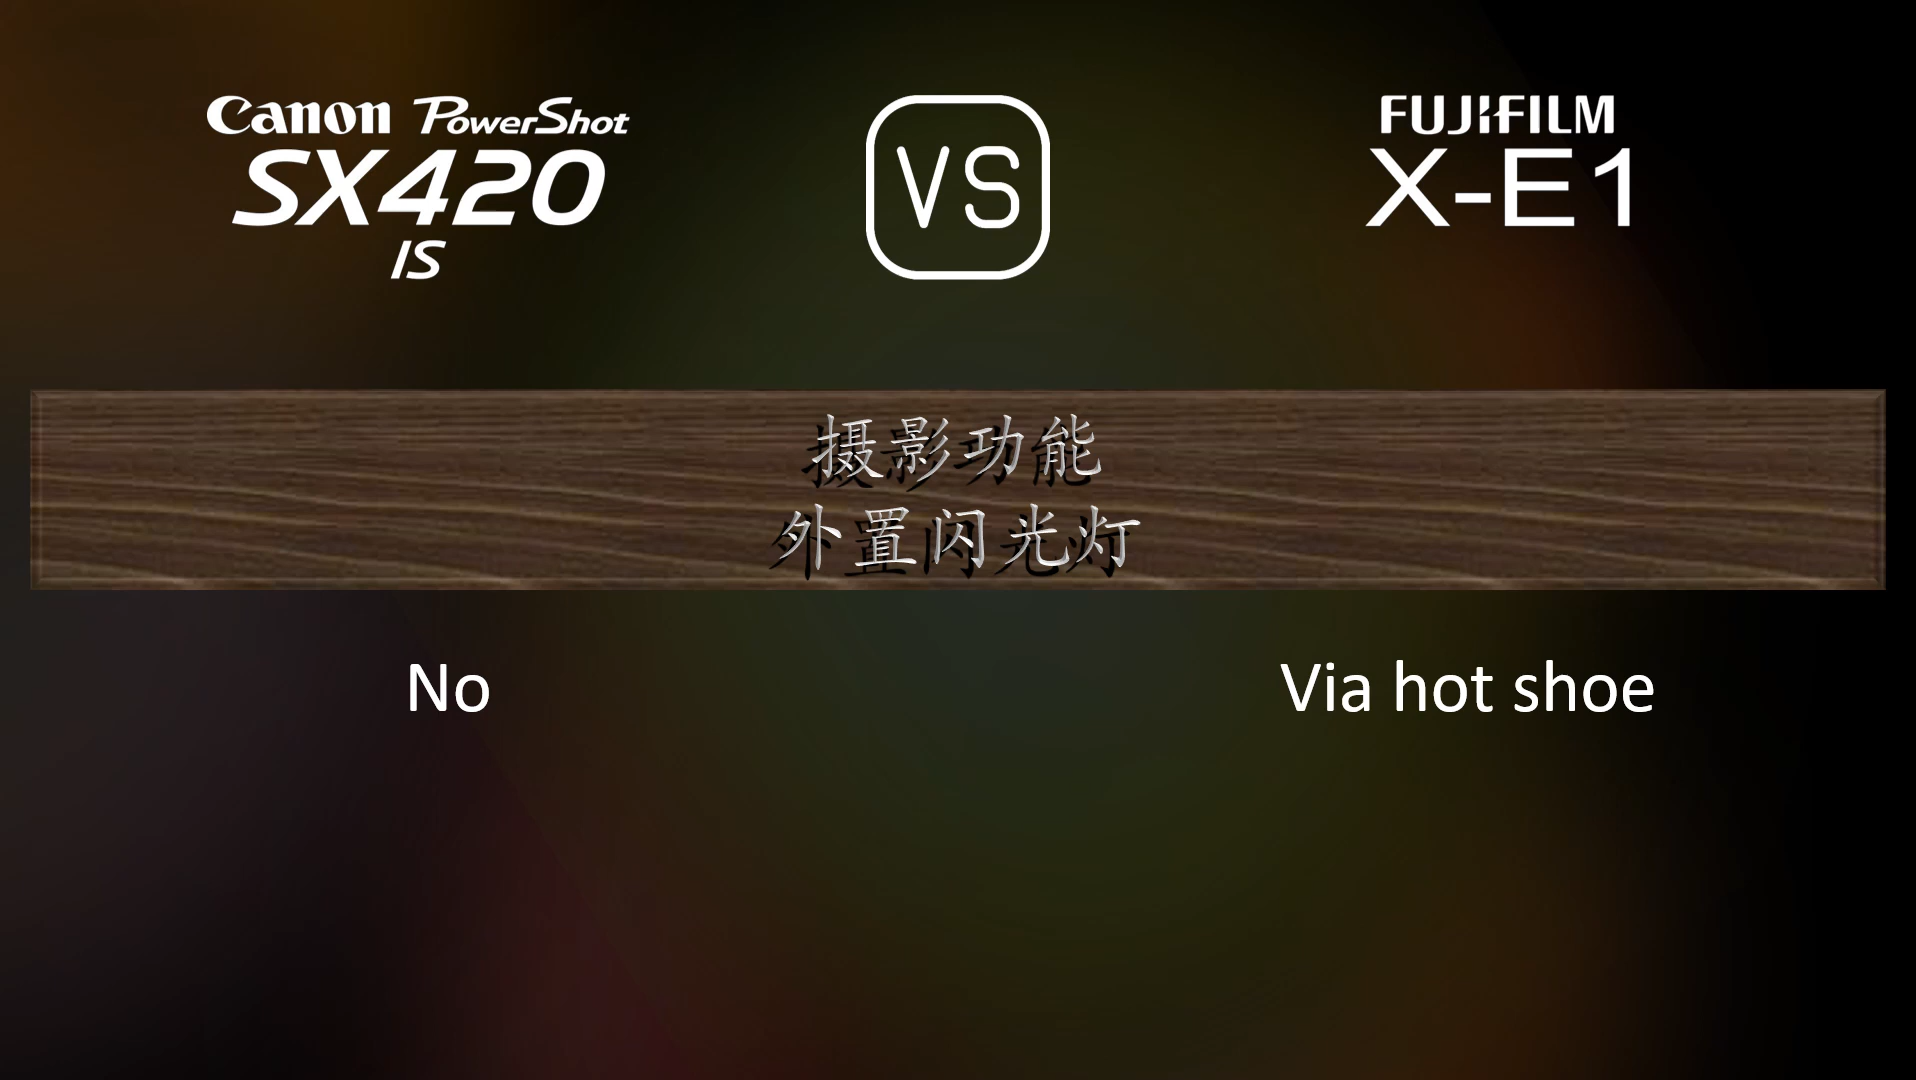 Canon PowerShot
SX420
IS
VS
FUJIFILM
X-E1
摄影功能
外置闪光灯
No
Via hot shoe